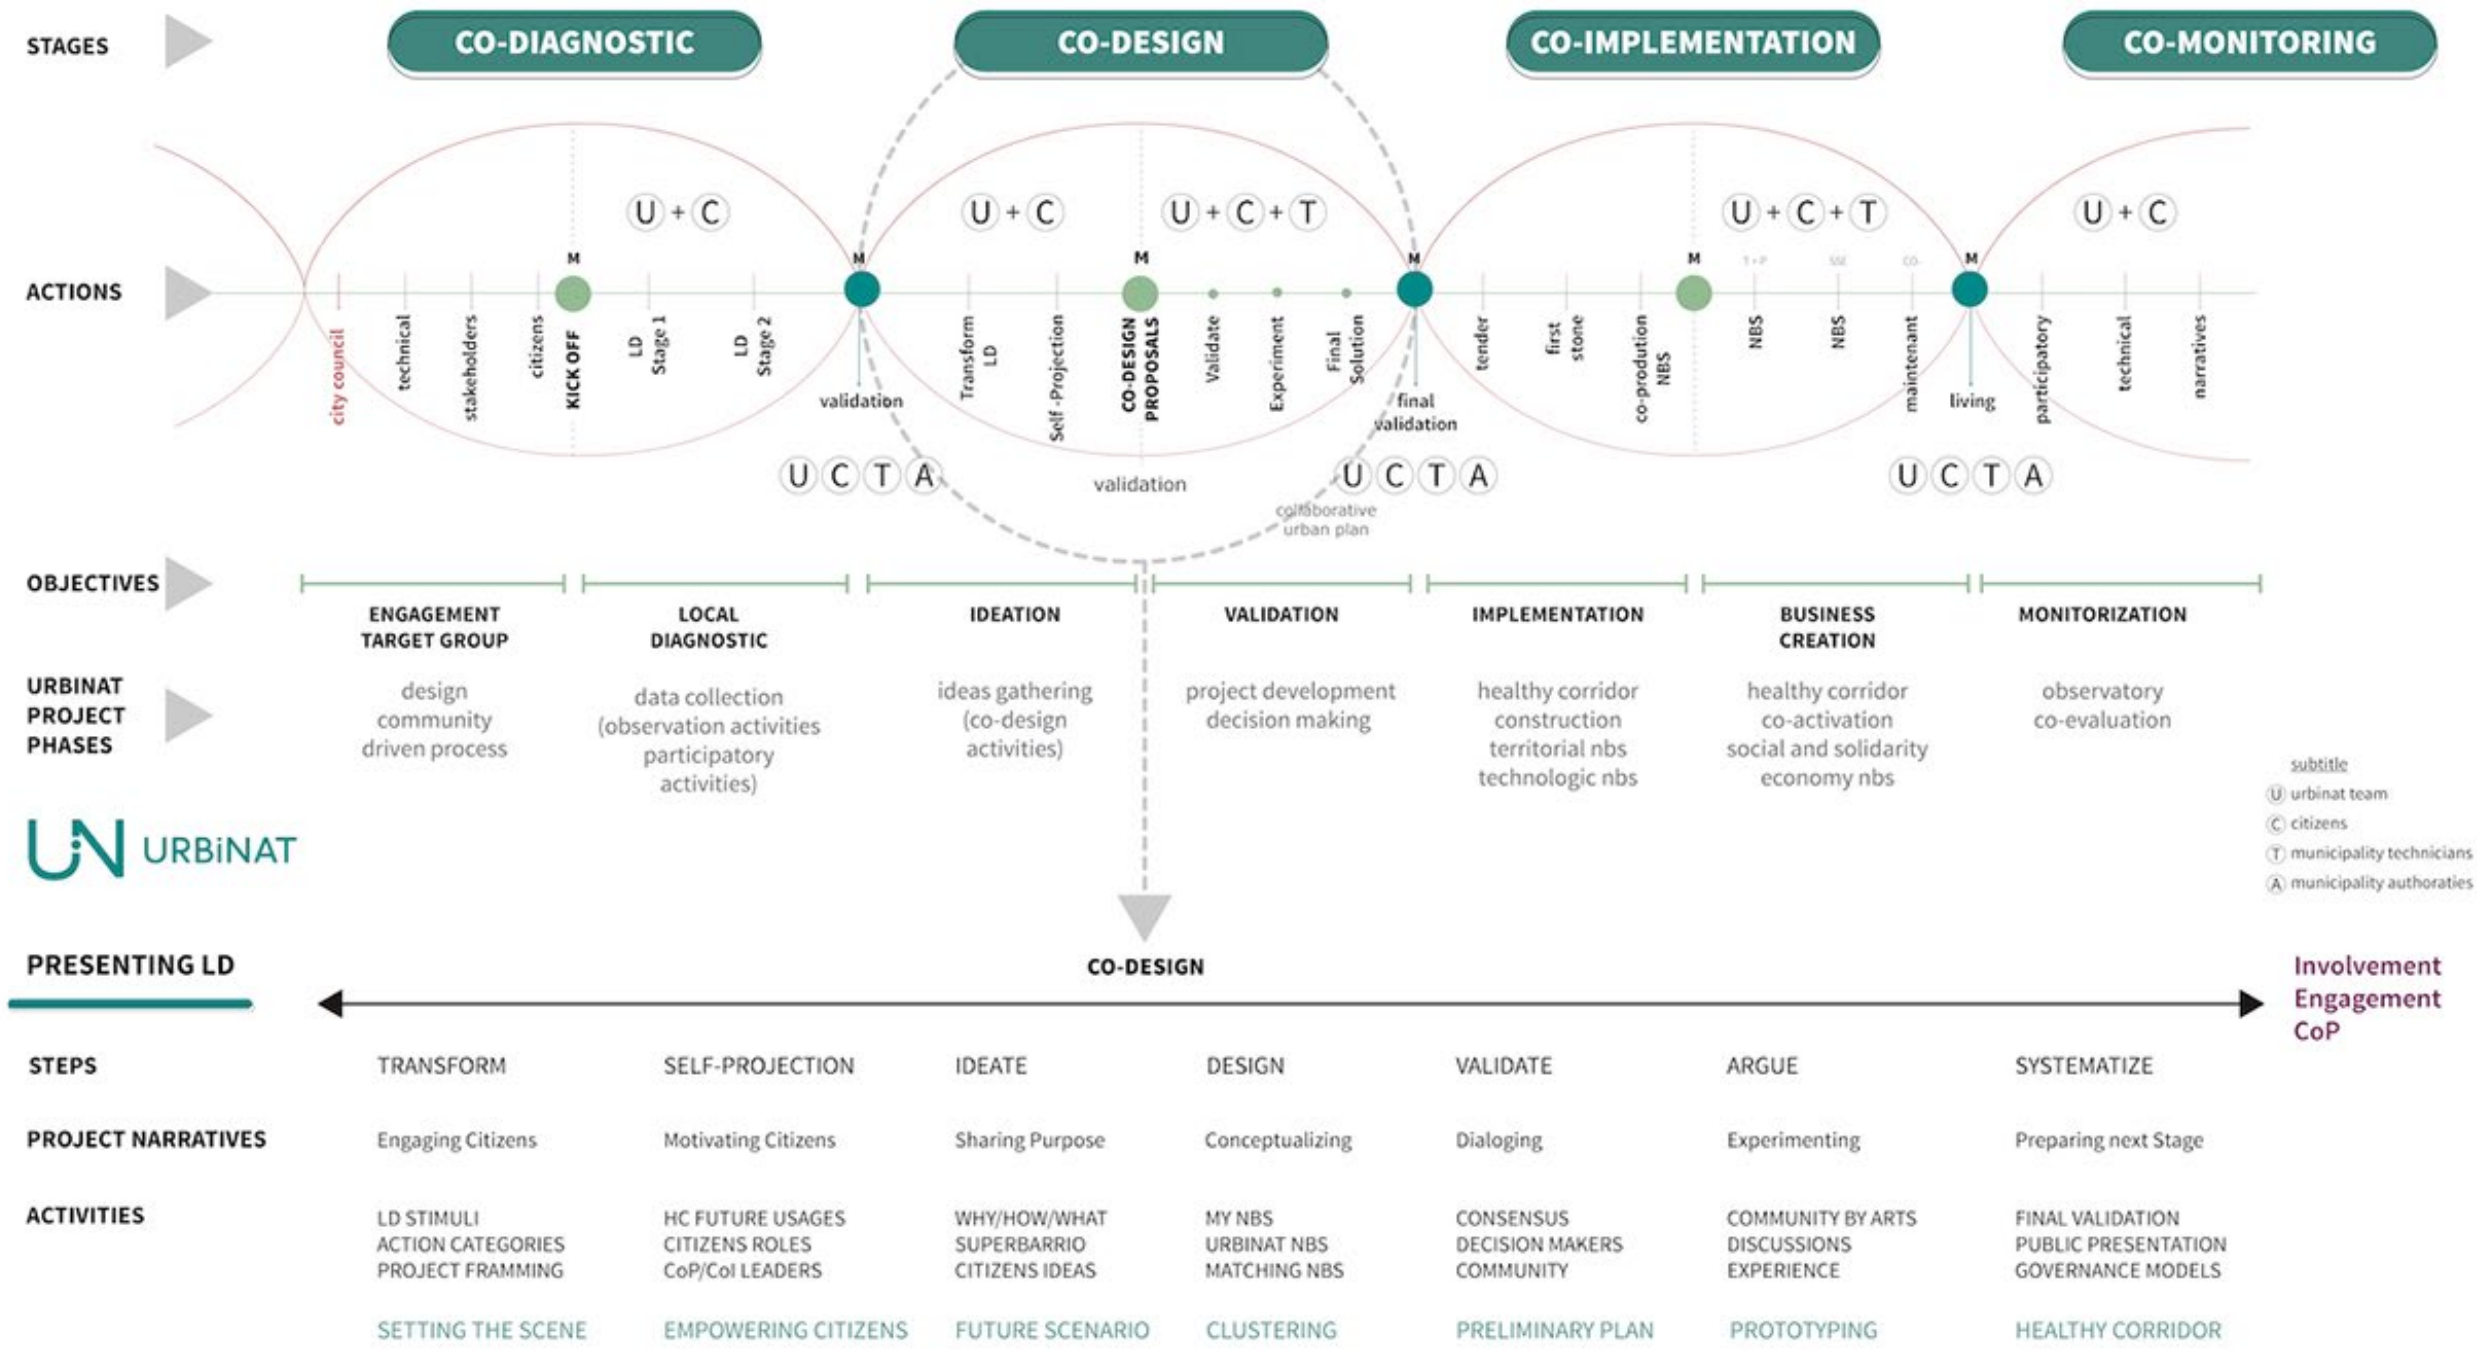 STAGES
CO-DIAGNOSTIC
CO-DESIGN
CO-IMPLEMENTATION
CO-MONITORING
U + C
U + C
U + C + T
U + C + T
U + C
ACTIONS
M
M
M
M
M
M
T+P
SSE
CO-
city council
technical
stakeholders
citizens
KICK OFF
LD
Stage 1
LD
Stage 2
validation
Transform
LD
Self -Projection
CO-DESIGN
PROPOSALS
Validate
Experiment
Final
Solution
final
validation
tender
first
stone
co-prodution
NBS
NBS
NBS
maintenant
living
participatory
technical
narratives
U C T A
validation
U C T A
collaborative
urban plan
U C T A
OBJECTIVES
ENGAGEMENT
TARGET GROUP
LOCAL
DIAGNOSTIC
IDEATION
VALIDATION
IMPLEMENTATION
BUSINESS
CREATION
MONITORIZATION
URBINAT
PROJECT
PHASES
design
community
driven process
data collection
(observation activities
participatory
activities)
ideas gathering
(co-design
activities)
project development
decision making
healthy corridor
construction
territorial nbs
technologic nbs
healthy corridor
co-activation
social and solidarity
economy nbs
observatory
co-evaluation
subtitle
U urbinat team
C citizens
T municipality technicians
A municipality authoraties
UiN URBiNAT
PRESENTING LD
CO-DESIGN
Involvement
Engagement
CoP
STEPS
TRANSFORM
SELF-PROJECTION
IDEATE
DESIGN
VALIDATE
ARGUE
SYSTEMATIZE
PROJECT NARRATIVES
Engaging Citizens
Motivating Citizens
Sharing Purpose
Conceptualizing
Dialoging
Experimenting
Preparing next Stage
ACTIVITIES
LD STIMULI
ACTION CATEGORIES
PROJECT FRAMMING
HC FUTURE USAGES
CITIZENS ROLES
CoP/CoI LEADERS
WHY/HOW/WHAT
SUPERBARRIO
CITIZENS IDEAS
MY NBS
URBINAT NBS
MATCHING NBS
CONSENSUS
DECISION MAKERS
COMMUNITY
COMMUNITY BY ARTS
DISCUSSIONS
EXPERIENCE
FINAL VALIDATION
PUBLIC PRESENTATION
GOVERNANCE MODELS
SETTING THE SCENE
EMPOWERING CITIZENS
FUTURE SCENARIO
CLUSTERING
PRELIMINARY PLAN
PROTOTYPING
HEALTHY CORRIDOR